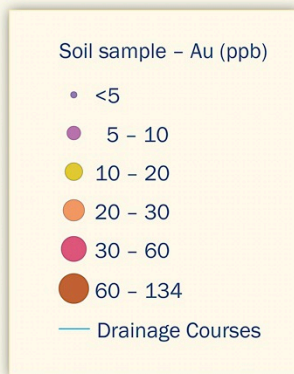 Soil sample – Au (ppb)
<5
5 – 10
10 – 20
20 – 30
30 – 60
60 – 134
Drainage Courses